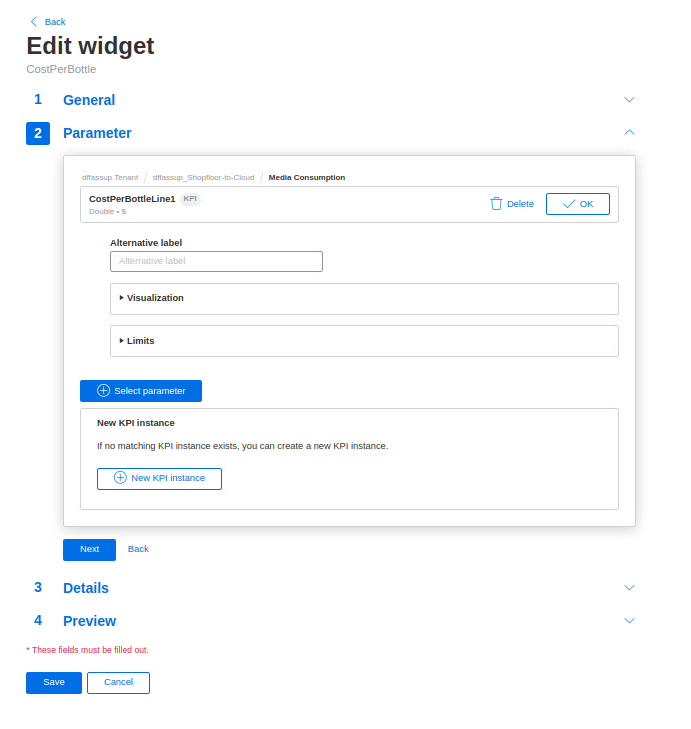 Back
Edit widget
CostPerBottle
1 General
2 Parameter
dffassup.Tenant / dffassup_Shopfloor-to-Cloud / Media Consumption
CostPerBottleLine1 KPI
Double • $
Delete
OK
Alternative label
Alternative label
Visualization
Limits
Select parameter
New KPI instance
If no matching KPI instance exists, you can create a new KPI instance.
New KPI instance
Next Back
3 Details
4 Preview
* These fields must be filled out.
Save Cancel